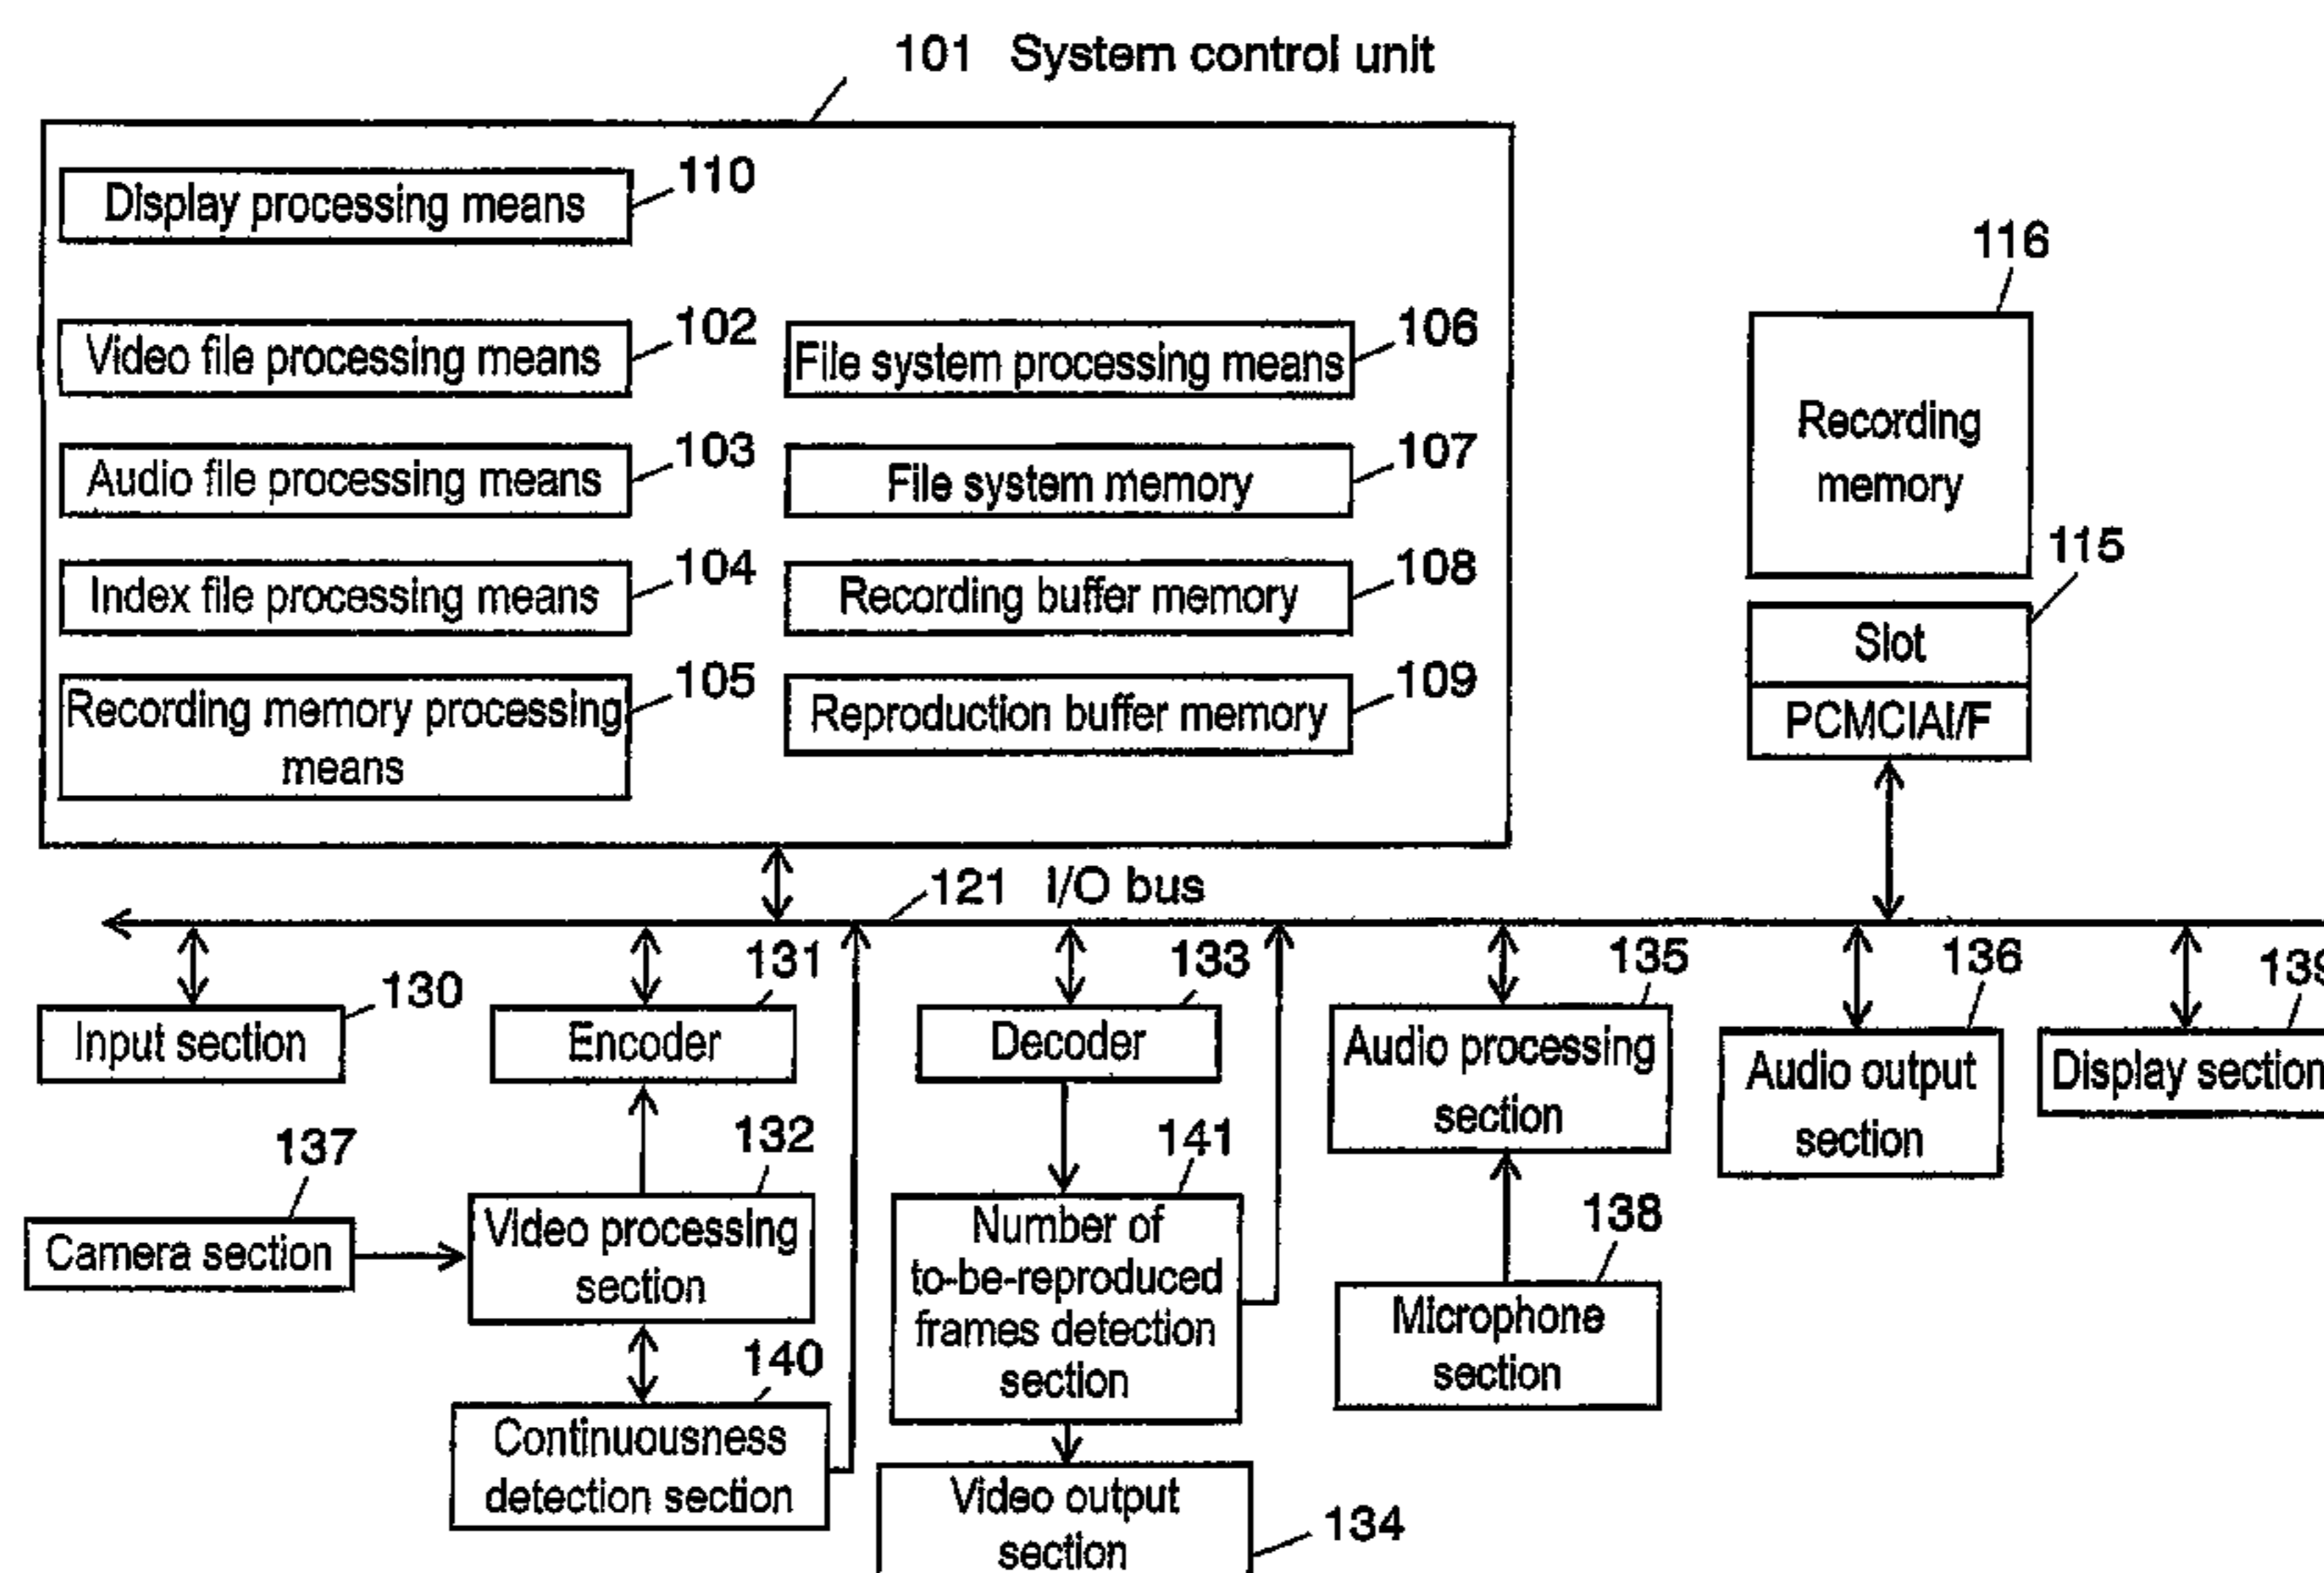 101 System control unit
Display processing means
110
Video file processing means
102
File system processing means
106
Audio file processing means
103
File system memory
107
Index file processing means
104
Recording buffer memory
108
Recording memory processing
means
105
Reproduction buffer memory
109
116
Recording
memory
115
Slot
PCMCIAI/F
121 I/O bus
130
Input section
131
Encoder
133
Decoder
135
Audio processing
section
136
Audio output
section
139
Display section
137
Camera section
132
Video processing
section
141
Number of
to-be-reproduced
frames detection
section
138
Microphone
section
140
Continuousness
detection section
Video output
section
134